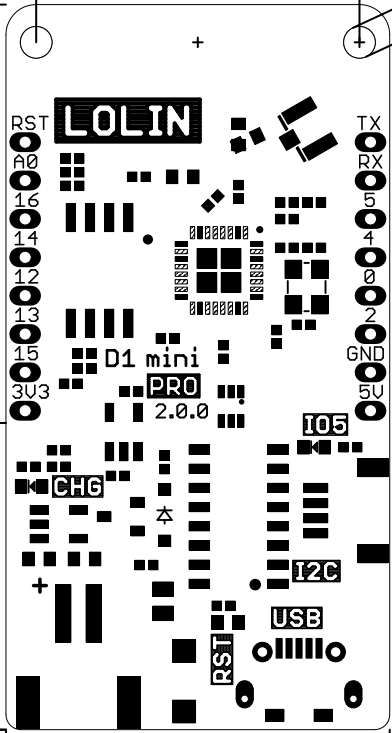 LOLIN
RST TX
A0 RX
16 5
14 4
12 0
13 2
15 GND
3V3 5V
D1 mini
PRO
2.0.0
IO5
CHG
+
I2C
USB
RST